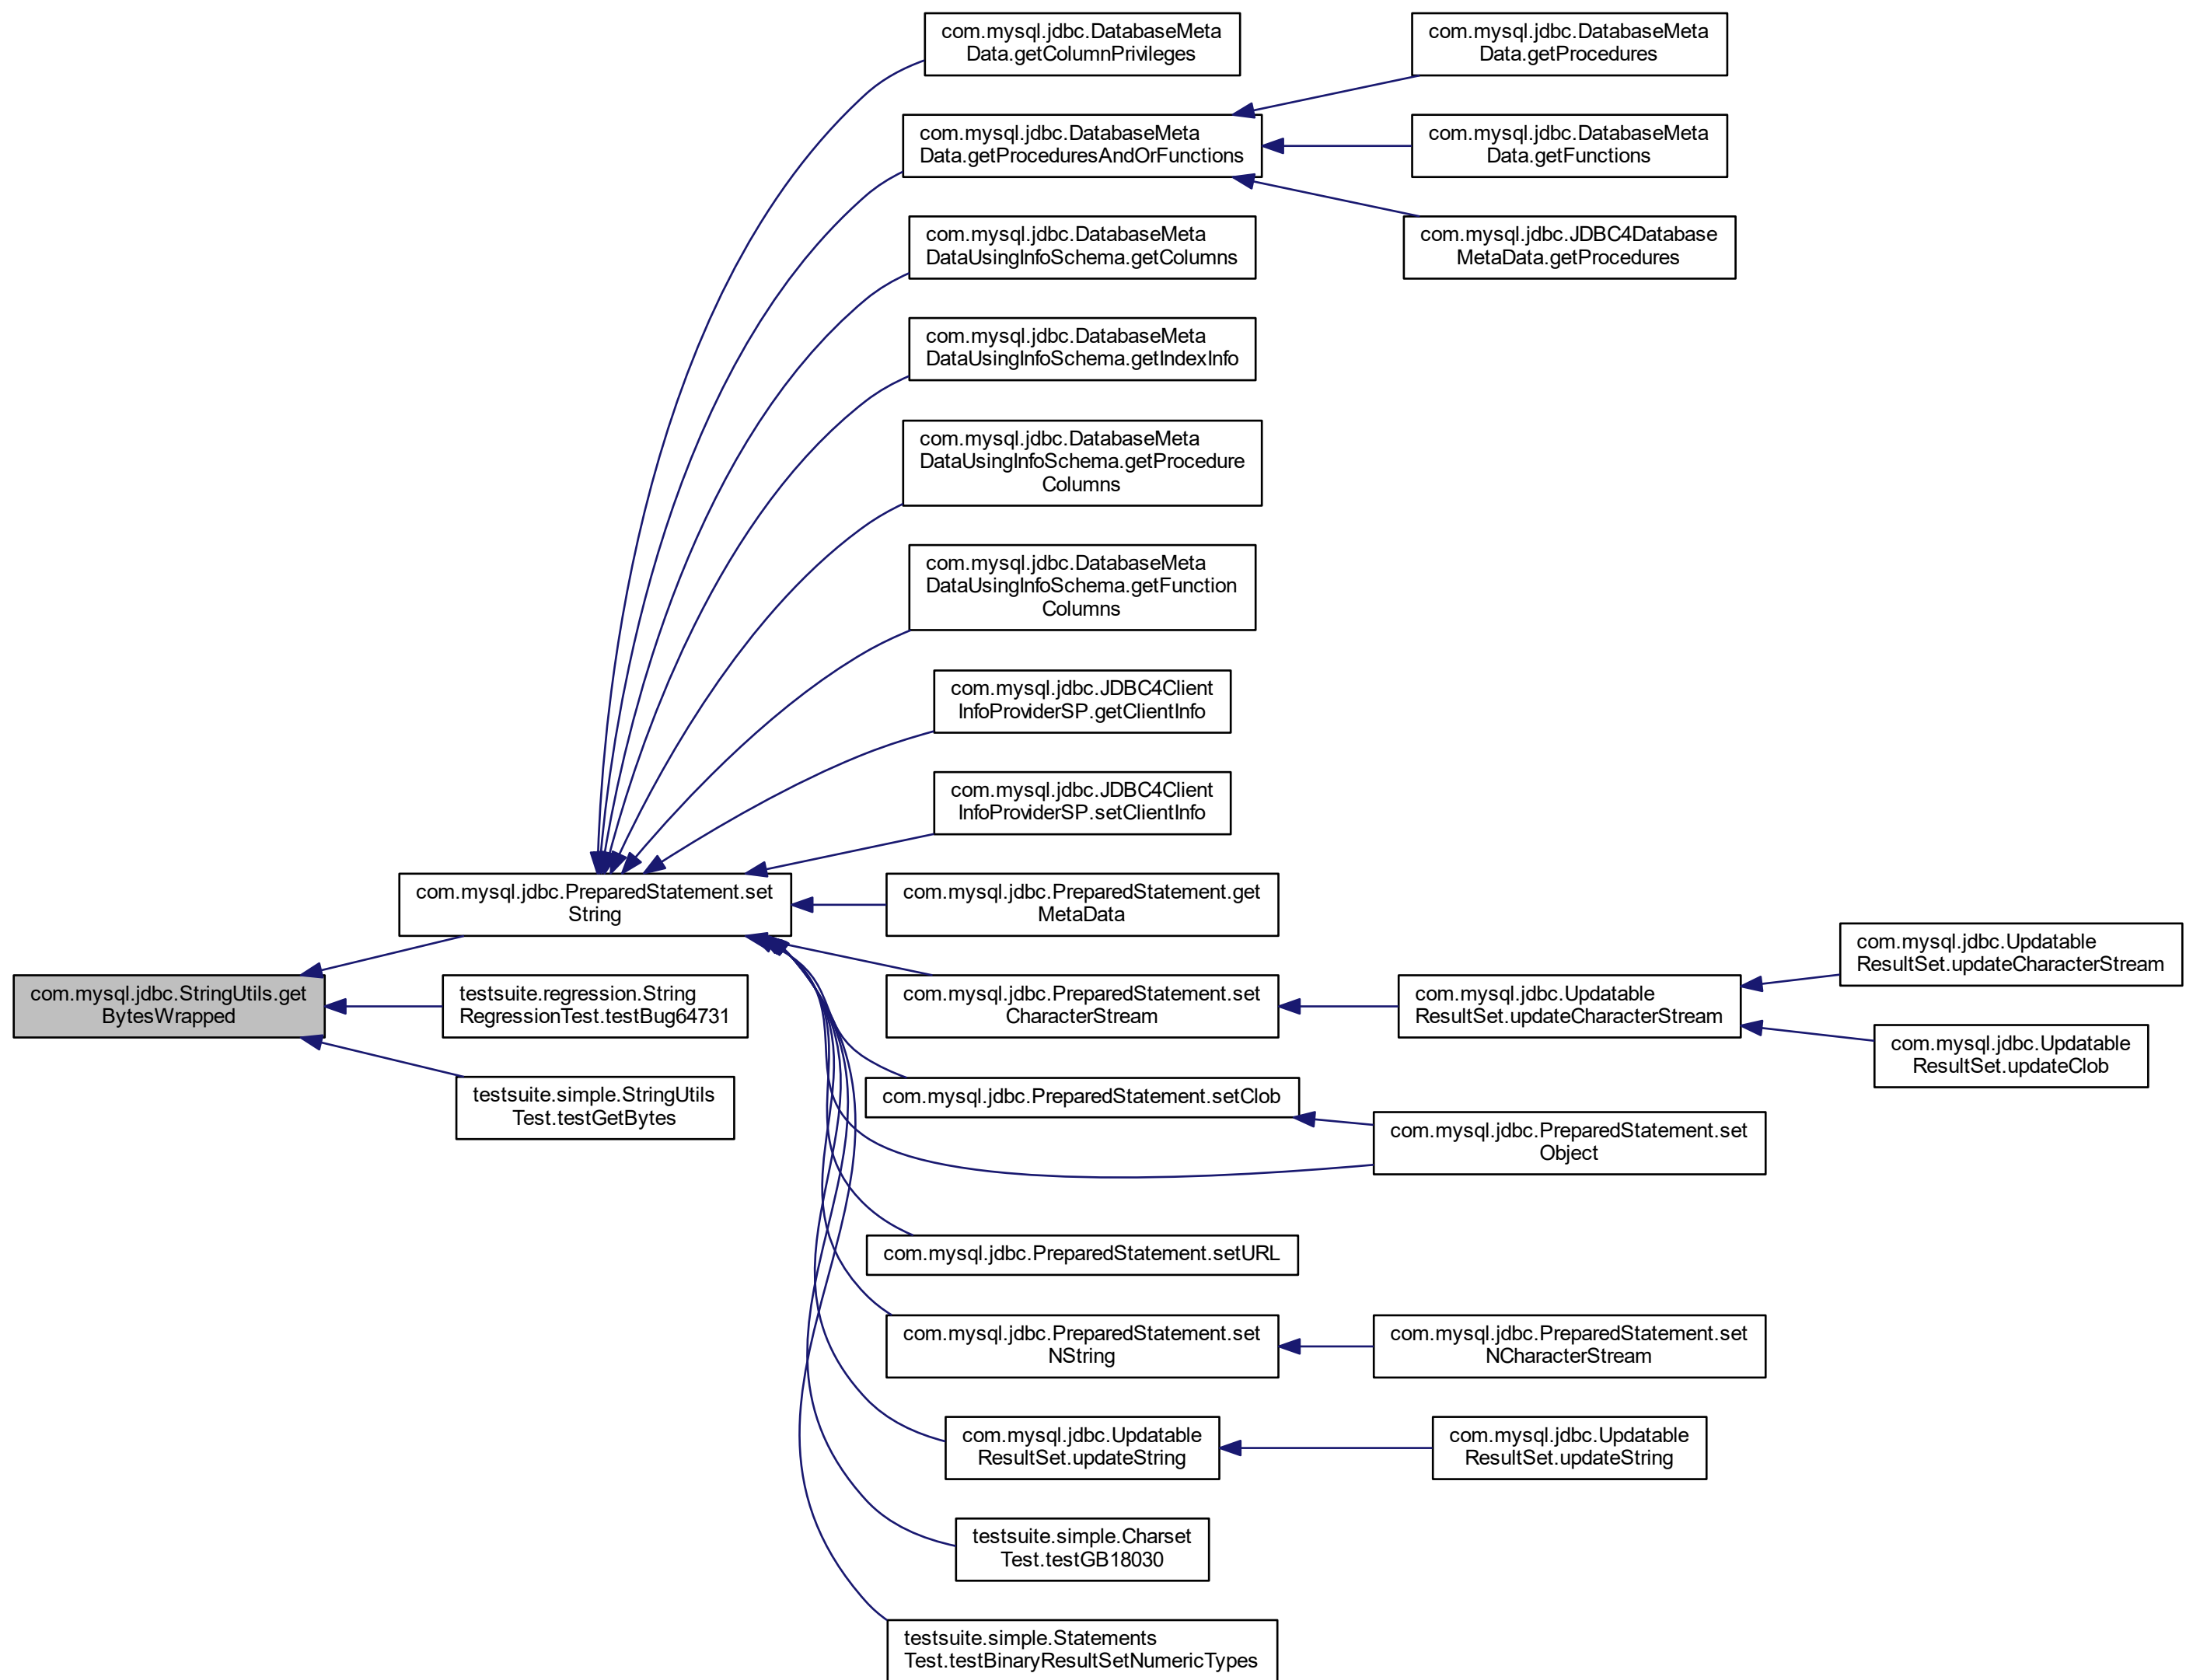 com.mysql.jdbc.DatabaseMeta
Data.getColumnPrivileges
com.mysql.jdbc.DatabaseMeta
Data.getProcedures
com.mysql.jdbc.DatabaseMeta
Data.getProceduresAndOrFunctions
com.mysql.jdbc.DatabaseMeta
Data.getFunctions
com.mysql.jdbc.DatabaseMeta
DataUsingInfoSchema.getColumns
com.mysql.jdbc.JDBC4Database
MetaData.getProcedures
com.mysql.jdbc.DatabaseMeta
DataUsingInfoSchema.getIndexInfo
com.mysql.jdbc.DatabaseMeta
DataUsingInfoSchema.getProcedure
Columns
com.mysql.jdbc.DatabaseMeta
DataUsingInfoSchema.getFunction
Columns
com.mysql.jdbc.JDBC4Client
InfoProviderSP.getClientInfo
com.mysql.jdbc.JDBC4Client
InfoProviderSP.setClientInfo
com.mysql.jdbc.PreparedStatement.set
String
com.mysql.jdbc.PreparedStatement.get
MetaData
com.mysql.jdbc.StringUtils.get
BytesWrapped
testsuite.regression.String
RegressionTest.testBug64731
com.mysql.jdbc.PreparedStatement.set
CharacterStream
com.mysql.jdbc.Updatable
ResultSet.updateCharacterStream
com.mysql.jdbc.Updatable
ResultSet.updateCharacterStream
com.mysql.jdbc.Updatable
ResultSet.updateClob
testsuite.simple.StringUtils
Test.testGetBytes
com.mysql.jdbc.PreparedStatement.setClob
com.mysql.jdbc.PreparedStatement.set
Object
com.mysql.jdbc.PreparedStatement.setURL
com.mysql.jdbc.PreparedStatement.set
NString
com.mysql.jdbc.PreparedStatement.set
NCharacterStream
com.mysql.jdbc.Updatable
ResultSet.updateString
com.mysql.jdbc.Updatable
ResultSet.updateString
testsuite.simple.Charset
Test.testGB18030
testsuite.simple.Statements
Test.testBinaryResultSetNumericTypes